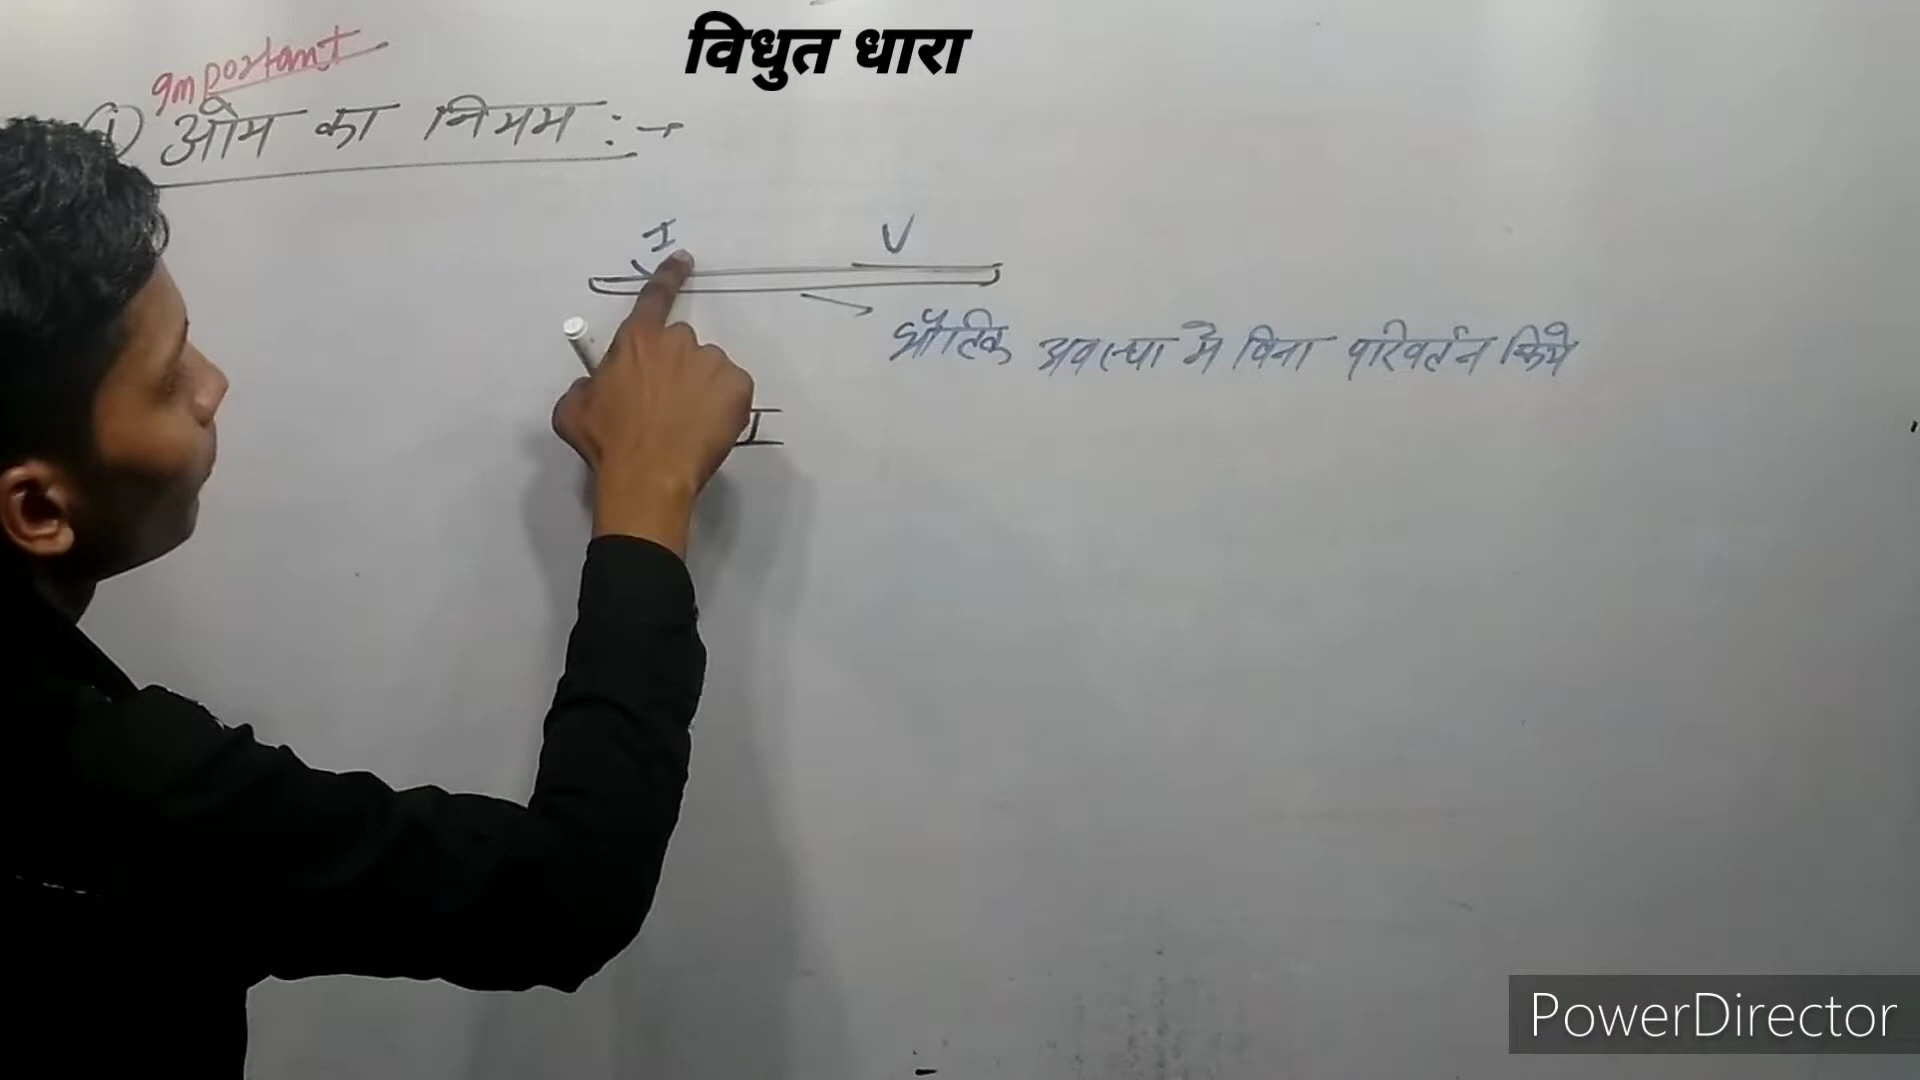 विधुत धारा
Important
(i) ओम का नियम :→
I V
भौतिक अवस्था में बिना परिवर्तन किये
I
PowerDirector